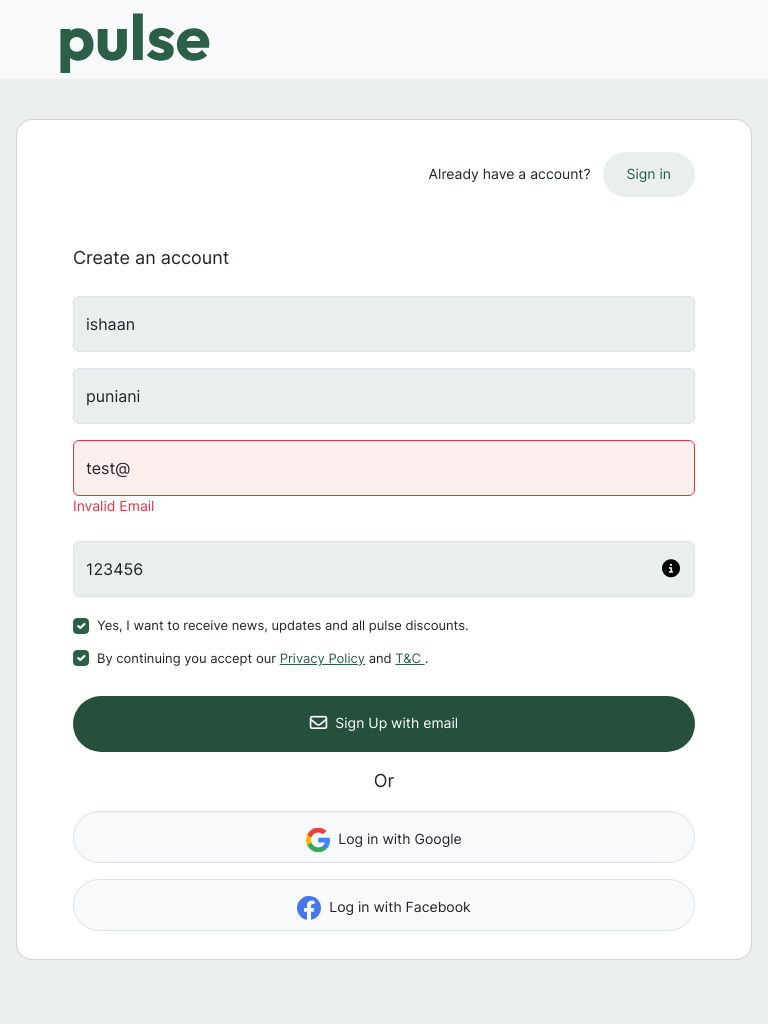 pulse
Already have a account? Sign in
Create an account
ishaan
puniani
test@
Invalid Email
123456
Yes, I want to receive news, updates and all pulse discounts.
By continuing you accept our Privacy Policy and T&C .
Sign Up with email
Or
Log in with Google
Log in with Facebook